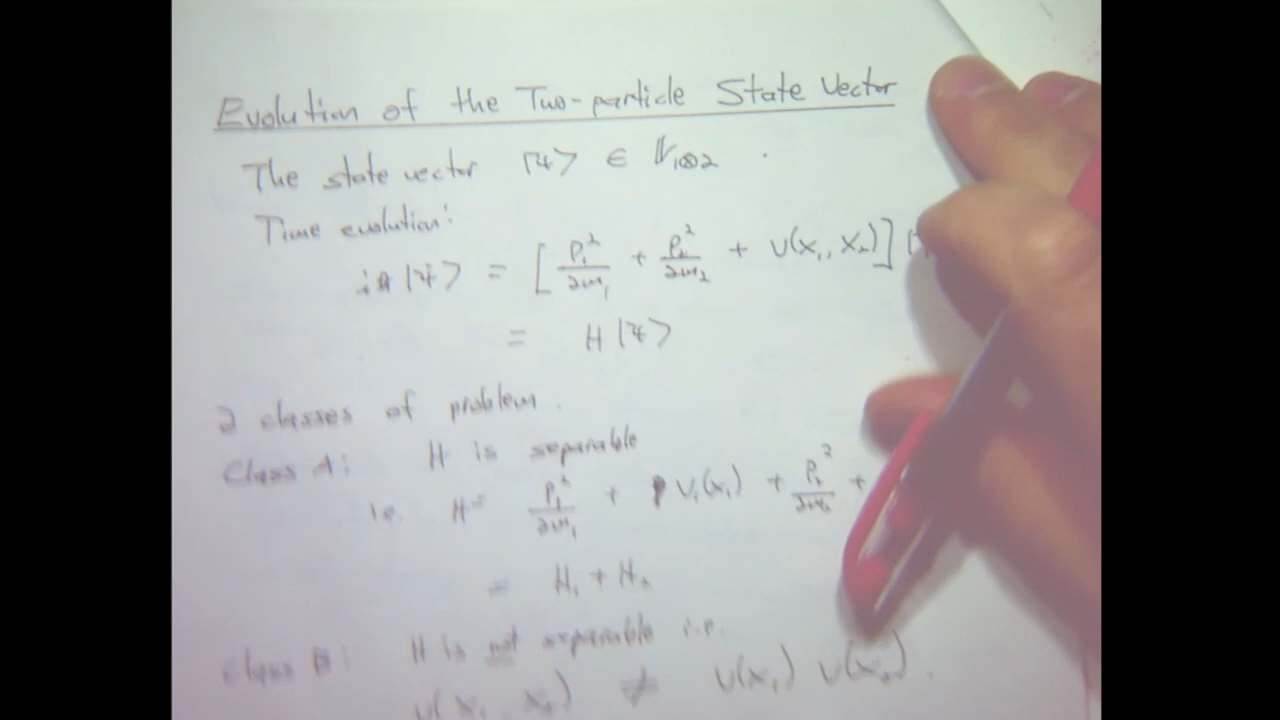 Evolution of the Two-particle State Vector
The state vector |ψ> ∈ 𝕍₁⊗₂ .
Time evolution:
iħ |ψ̇> = [ P₁²/2m₁ + P₂²/2m₂ + V(X₁, X₂) ] |
= H |ψ>
2 classes of problem.
Class A: H is separable
i.e. H = P₁²/2m₁ + V₁(X₁) + P₂²/2m₂ +
= H₁ + H₂
Class B: H is not separable i.e.
V(X₁, X₂) ≠ V(X₁) V(X₂).